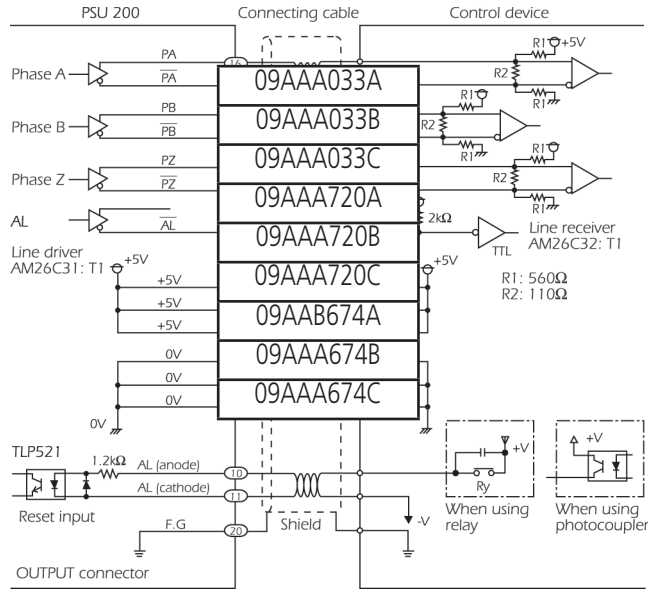 PSU 200 Connecting cable Control device
Phase A PA 16 R1 +5V
PA R2
R1
Phase B PB R1
PB R2
R1
Phase Z PZ R1
PZ R2
R1
AL AL 2kΩ
TTL
Line receiver
AM26C32: T1
Line driver
AM26C31: T1
+5V +5V
R1: 560Ω
R2: 110Ω
+5V
+5V
+5V
0V
0V
0V
0V
09AAA033A
09AAA033B
09AAA033C
09AAA720A
09AAA720B
09AAA720C
09AAB674A
09AAA674B
09AAA674C
TLP521 1.2kΩ AL (anode) 10 +V +V
AL (cathode) 11 Ry
Reset input -V When using
relay
When using
photocoupler
F.G 20 Shield
OUTPUT connector